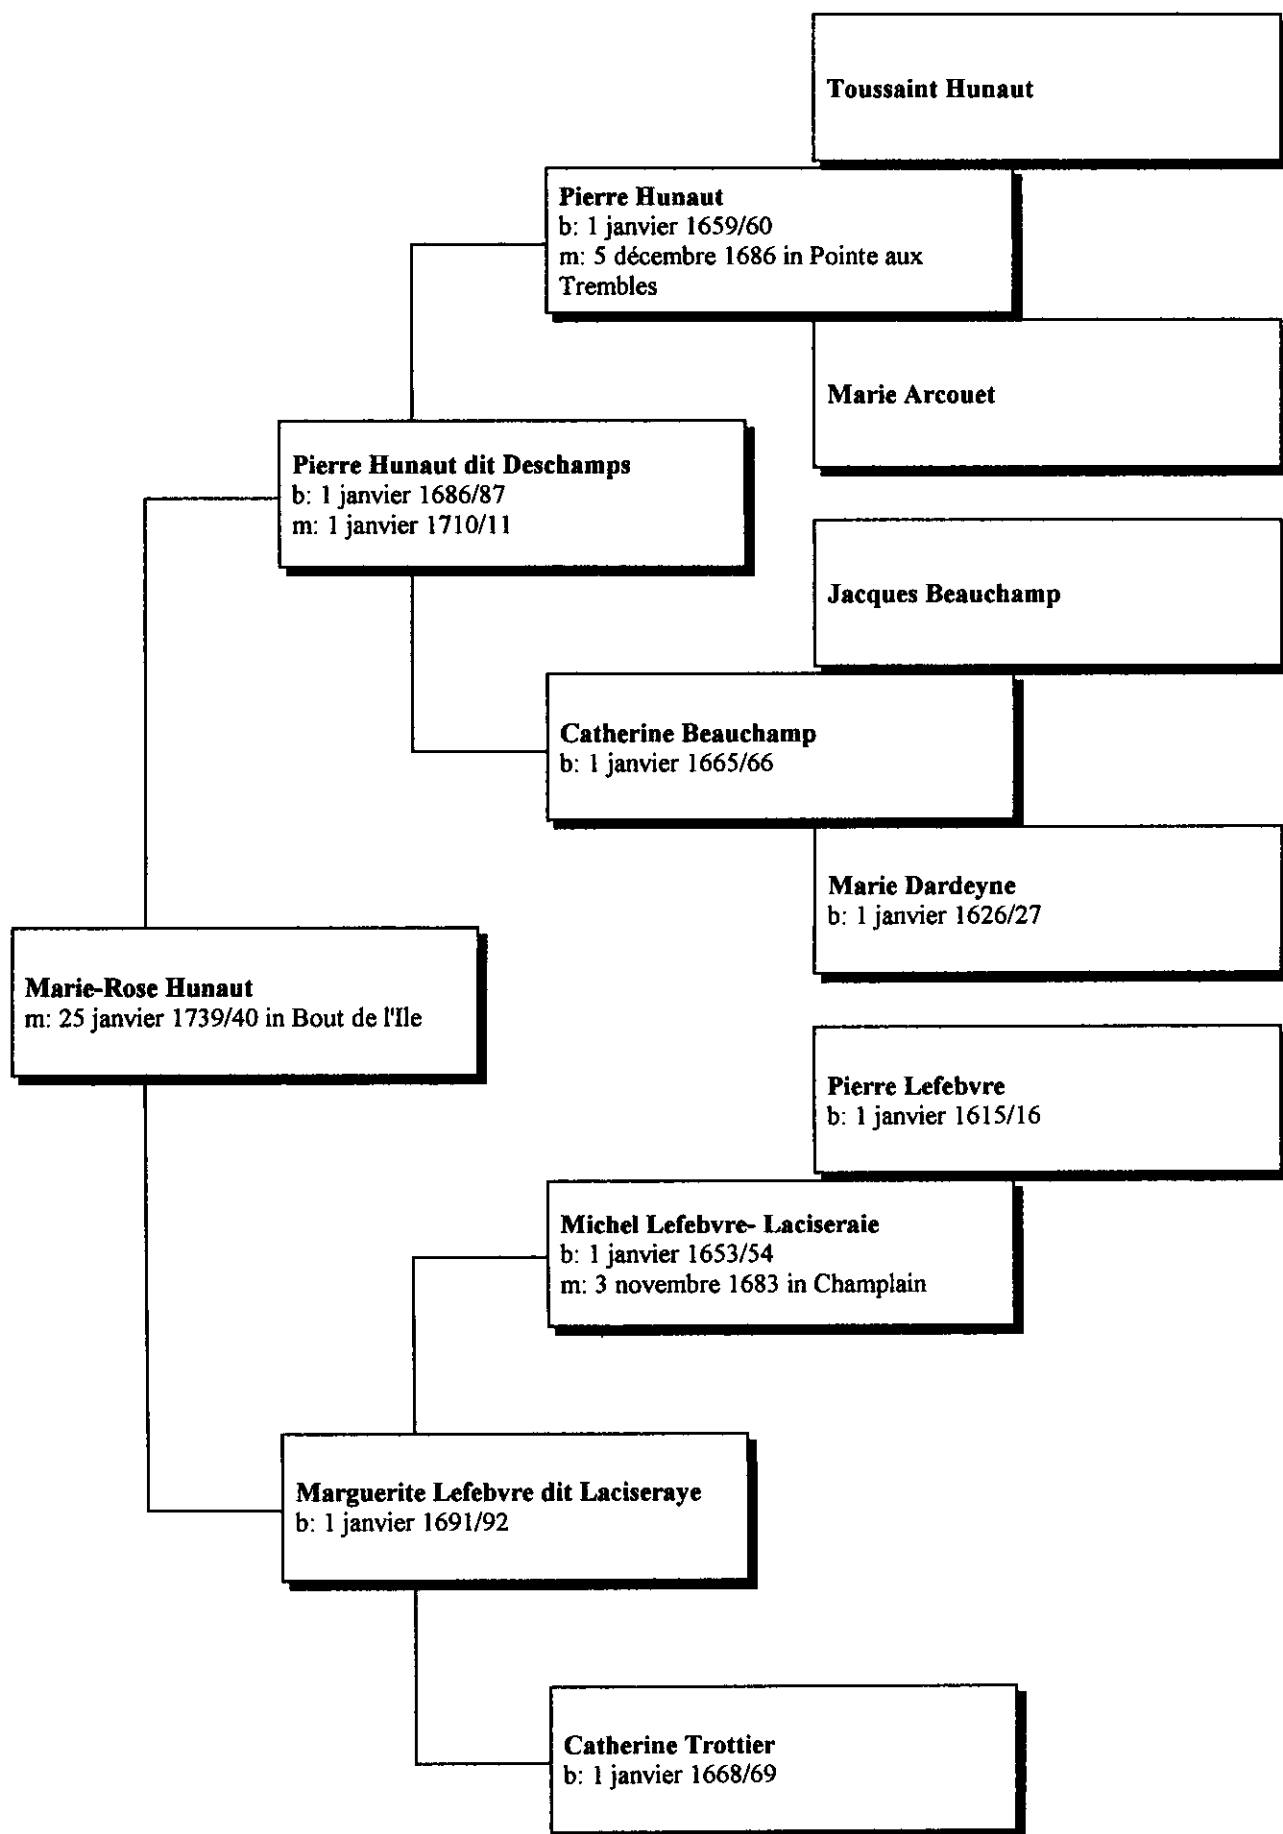 Toussaint Hunaut
Pierre Hunaut
b: 1 janvier 1659/60
m: 5 décembre 1686 in Pointe aux
Trembles
Marie Arcouet
Pierre Hunaut dit Deschamps
b: 1 janvier 1686/87
m: 1 janvier 1710/11
Jacques Beauchamp
Catherine Beauchamp
b: 1 janvier 1665/66
Marie Dardeyne
b: 1 janvier 1626/27
Marie-Rose Hunaut
m: 25 janvier 1739/40 in Bout de l'Ile
Pierre Lefebvre
b: 1 janvier 1615/16
Michel Lefebvre- Laciseraie
b: 1 janvier 1653/54
m: 3 novembre 1683 in Champlain
Marguerite Lefebvre dit Laciseraye
b: 1 janvier 1691/92
Catherine Trottier
b: 1 janvier 1668/69